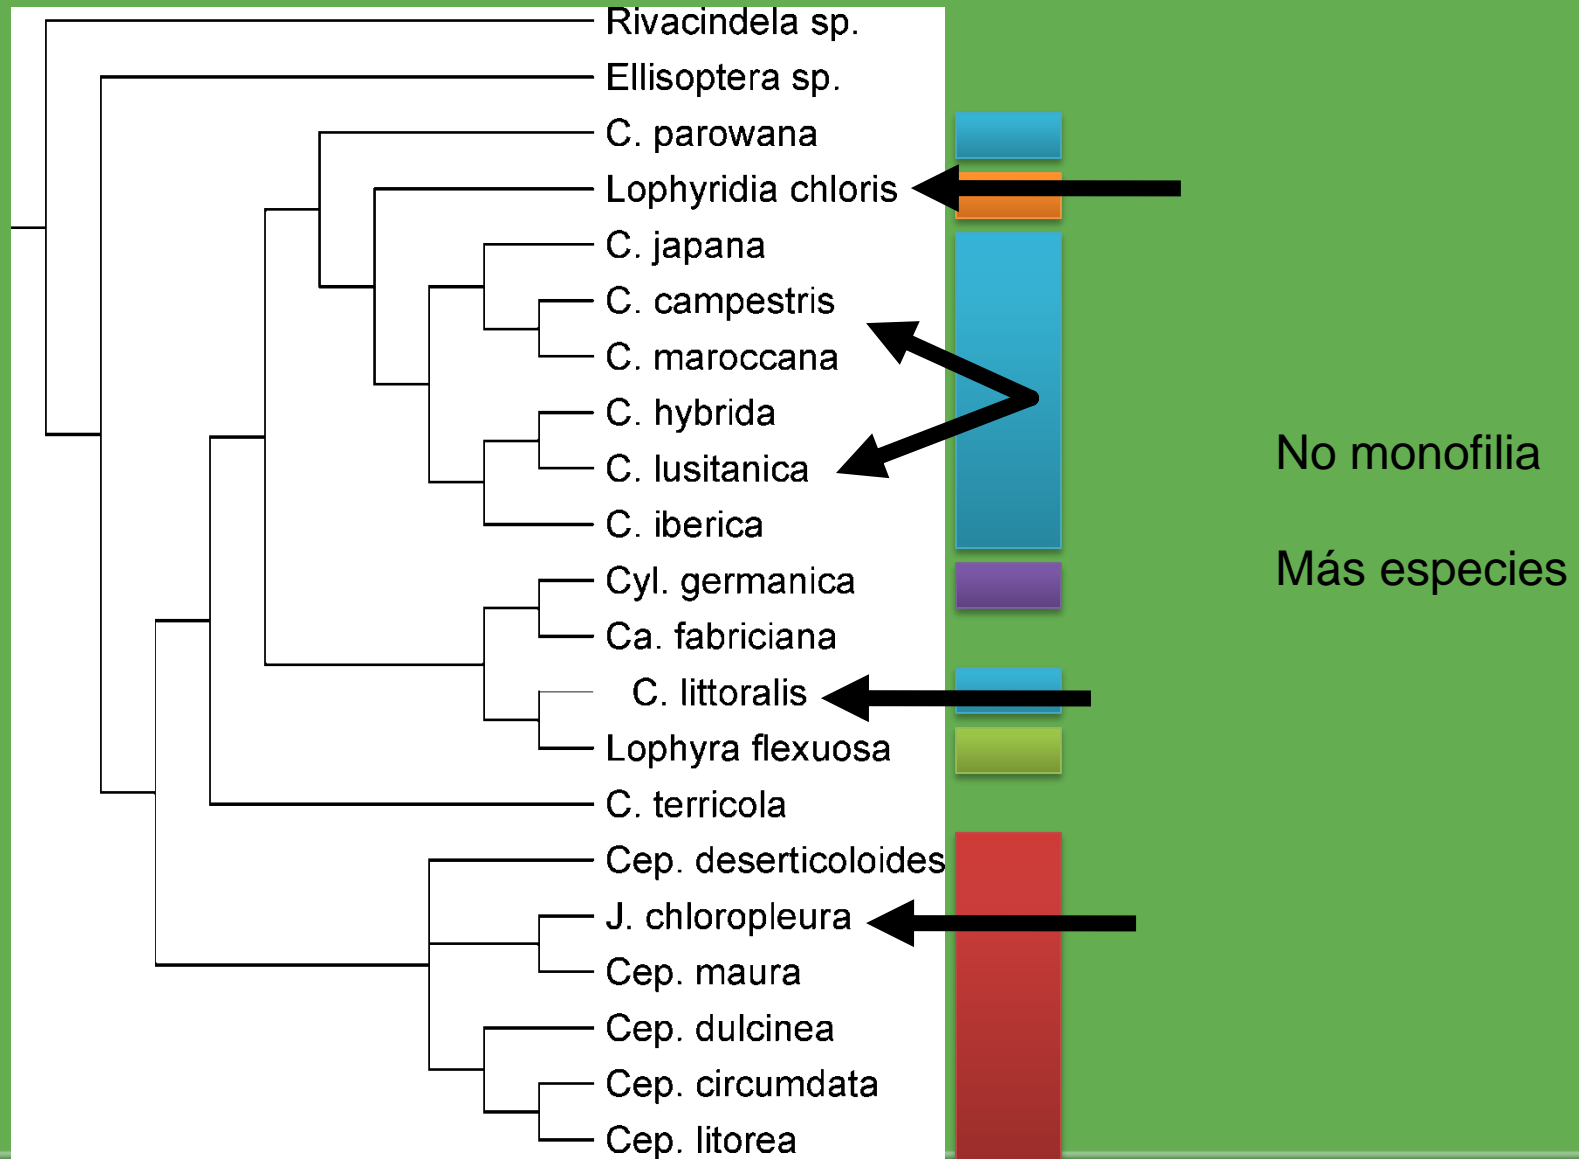 Rivacindela sp.
Ellisoptera sp.
C. parowana
Lophyridia chloris
C. japana
C. campestris
C. maroccana
C. hybrida
C. lusitanica
C. iberica
Cyl. germanica
Ca. fabriciana
C. littoralis
Lophyra flexuosa
C. terricola
Cep. deserticoloides
J. chloropleura
Cep. maura
Cep. dulcinea
Cep. circumdata
Cep. litorea
No monofilia
Más especies